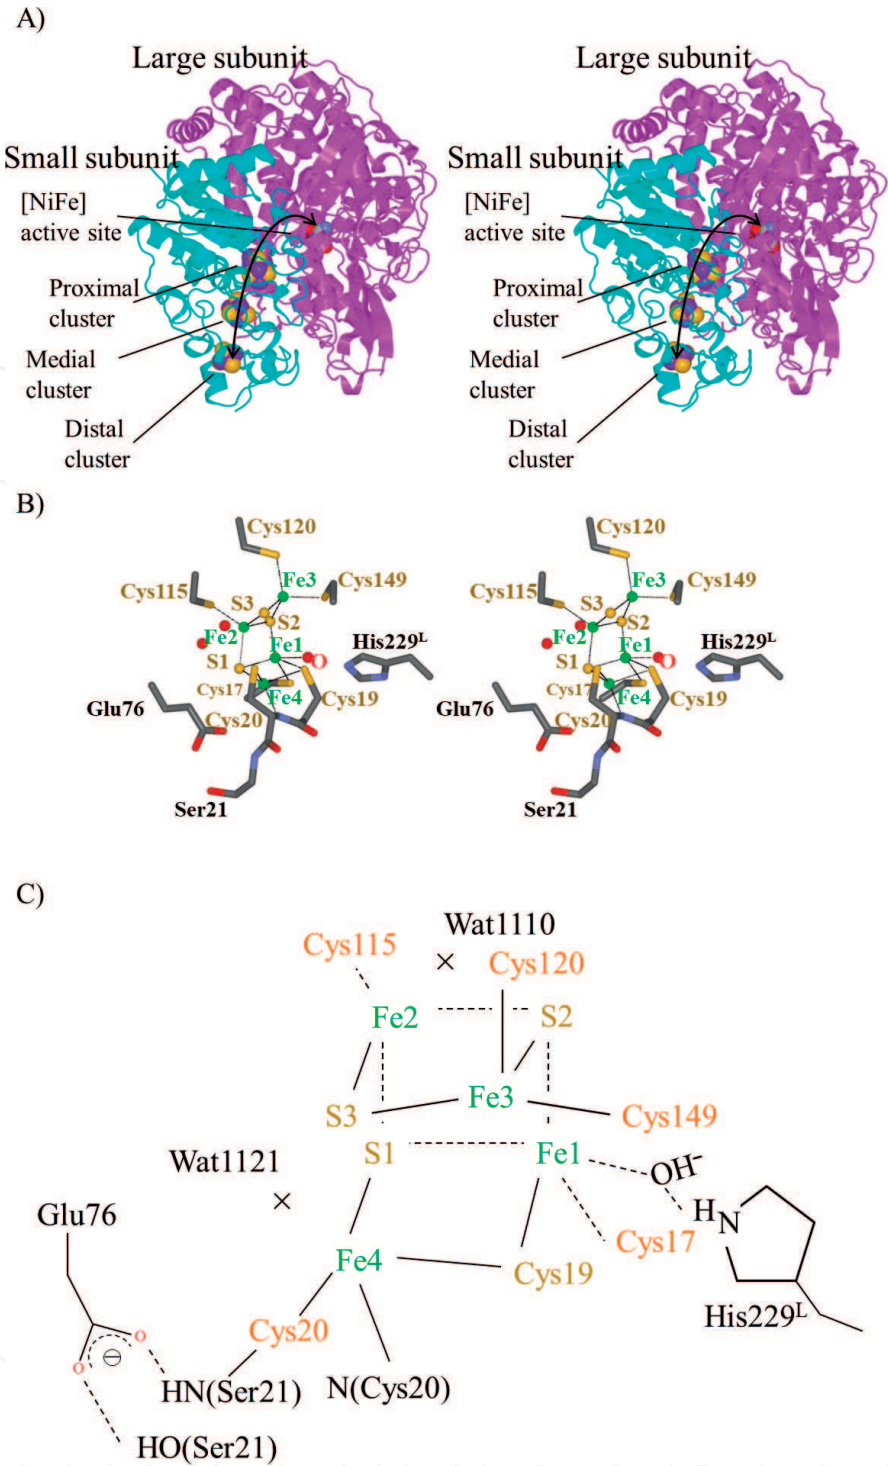 A)
Large subunit
Large subunit
Small subunit
Small subunit
[NiFe]
active site
[NiFe]
active site
Proximal
cluster
Proximal
cluster
Medial
cluster
Medial
cluster
Distal
cluster
Distal
cluster
B)
Cys120
Cys120
Cys115
Fe3
Cys149
Cys115
Fe3
Cys149
S3
S2
S3
S2
Fe2
Fe1
His229L
Fe2
Fe1
His229L
S1
O
S1
O
Cys17
Fe4
Cys19
Cys17
Fe4
Cys19
Glu76
Cys20
Glu76
Cys20
Ser21
Ser21
C)
Wat1110
Cys115
×
Cys120
Fe2
S2
Fe3
S3
Cys149
Wat1121
S1
Fe1
OH-
×
Glu76
HN
Cys17
Fe4
Cys19
His229L
Cys20
O
O
HN(Ser21)
N(Cys20)
HO(Ser21)